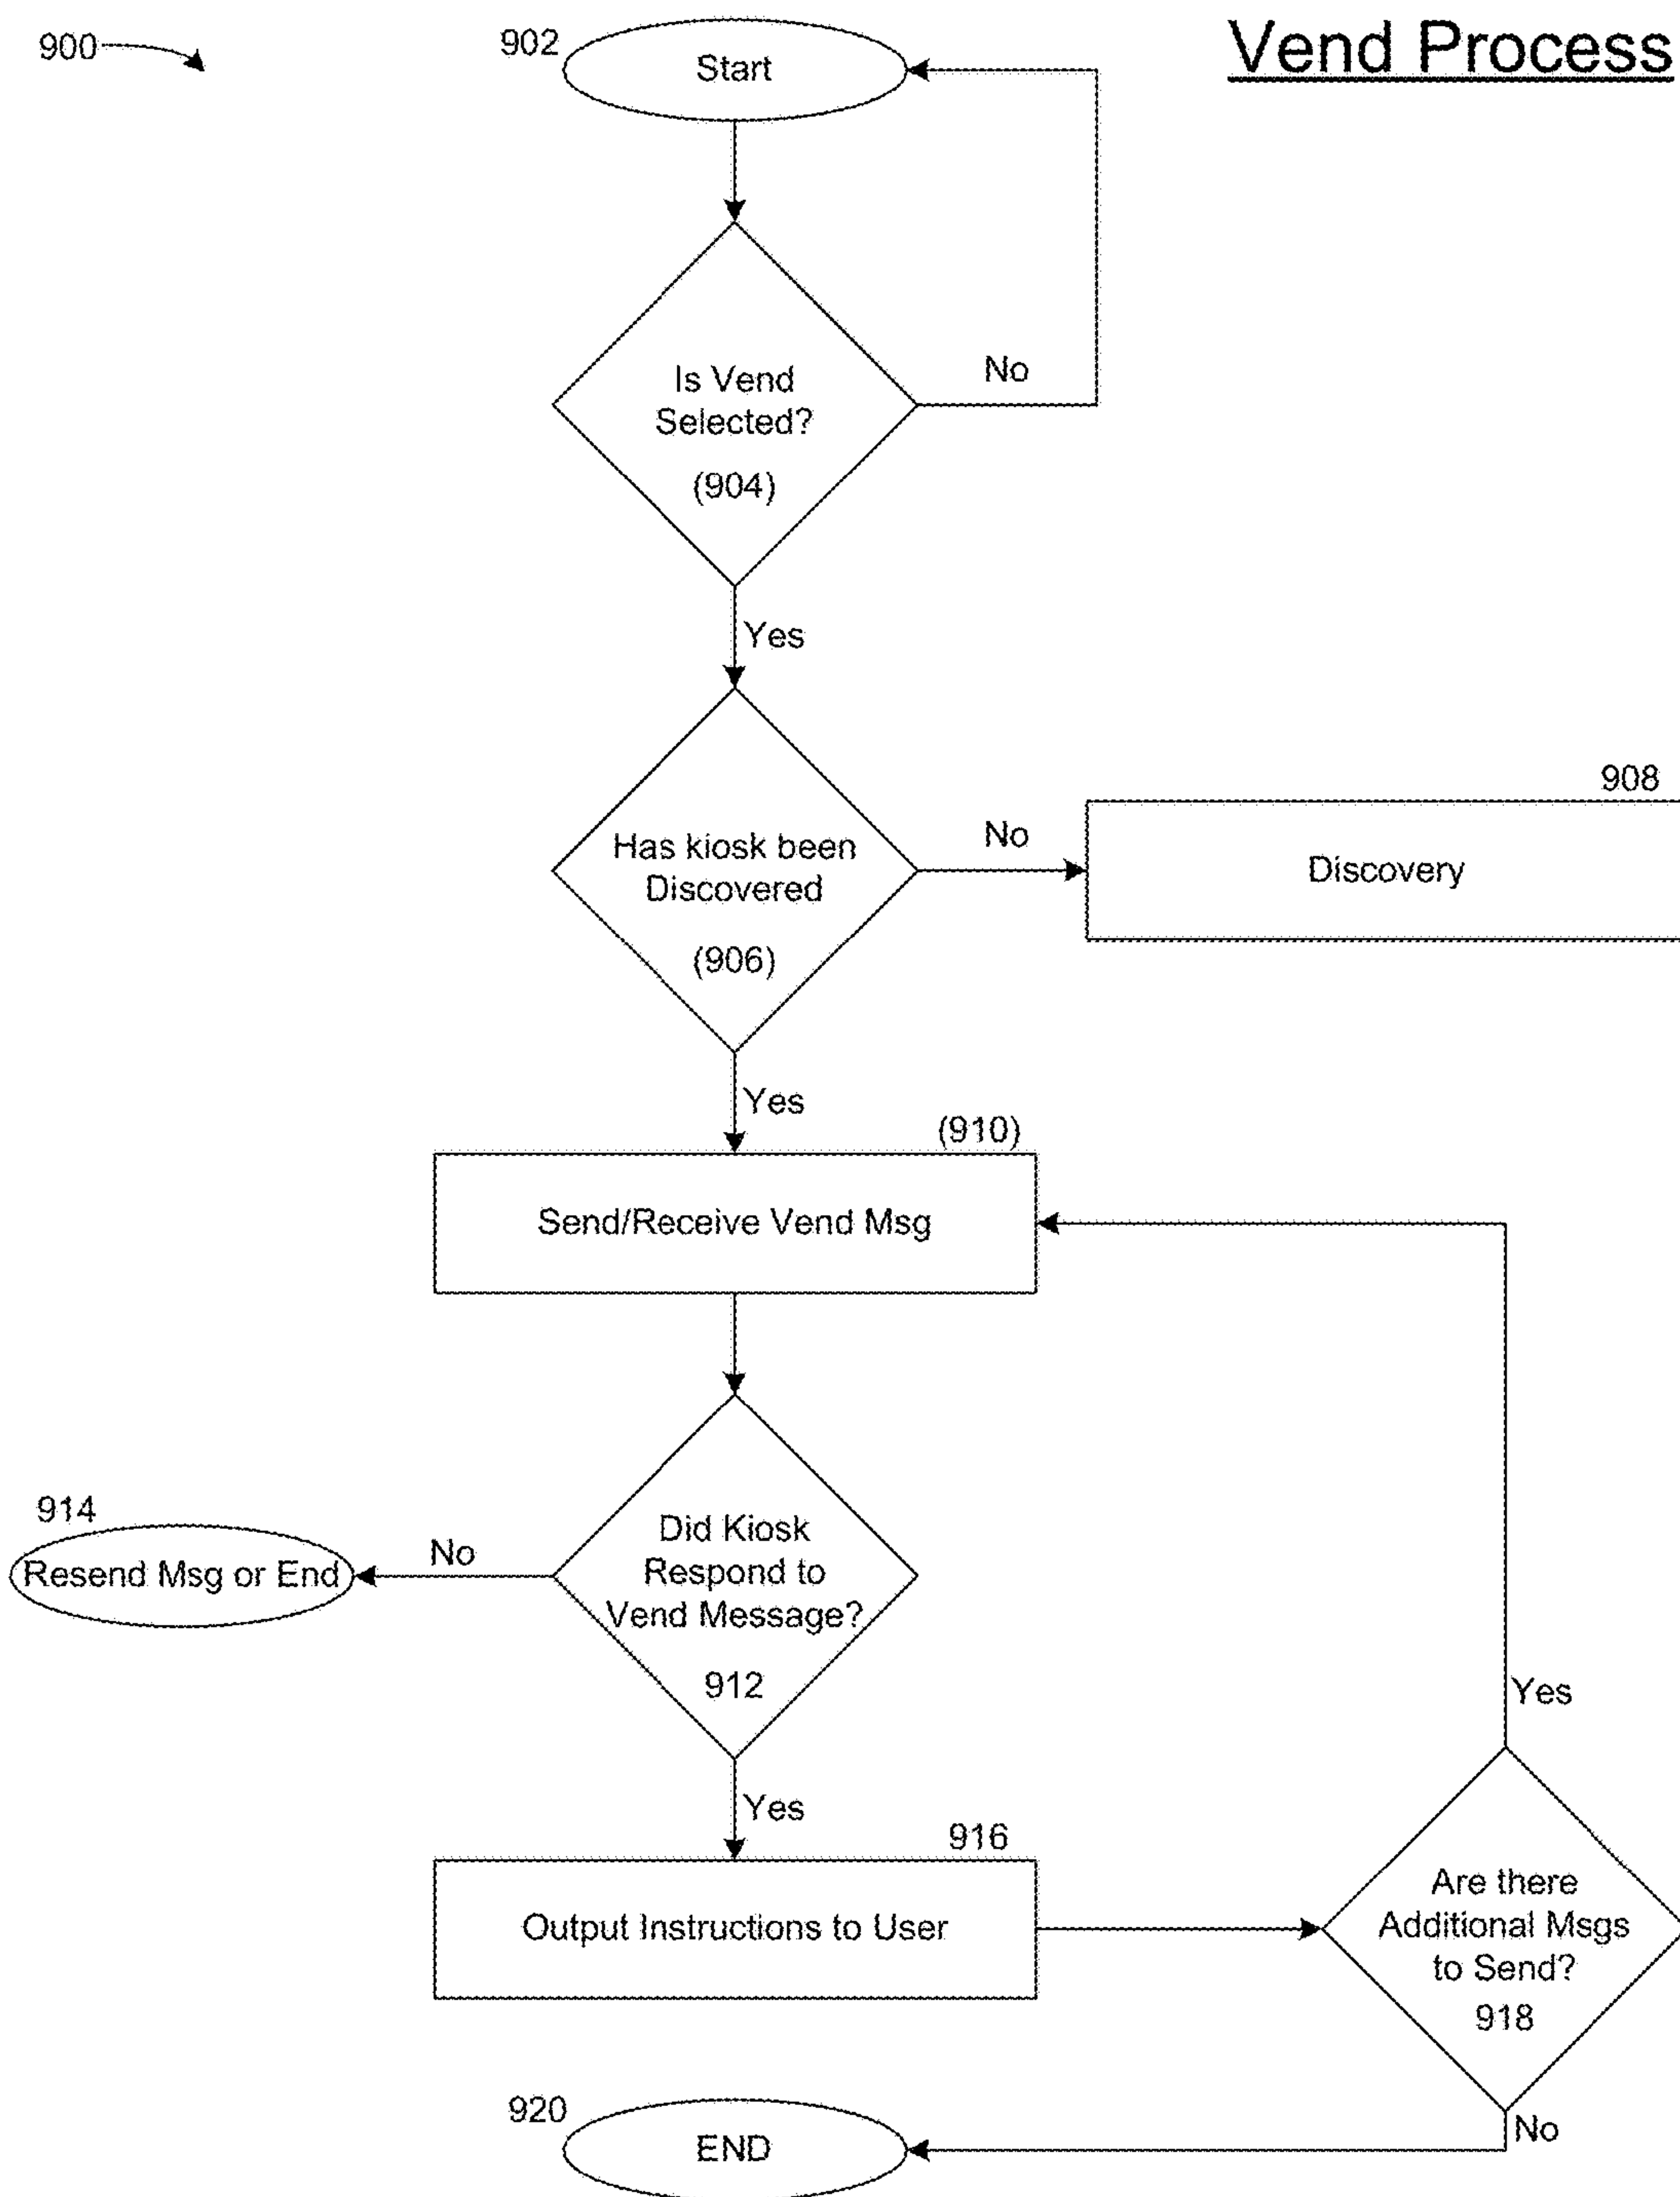 900
902
Start
Vend Process
Is Vend
Selected?
(904)
No
Yes
Has kiosk been
Discovered
(906)
No
908
Discovery
Yes
(910)
Send/Receive Vend Msg
Did Kiosk
Respond to
Vend Message?
912
No
914
Resend Msg or End
Yes
916
Output Instructions to User
Are there
Additional Msgs
to Send?
918
Yes
No
920
END